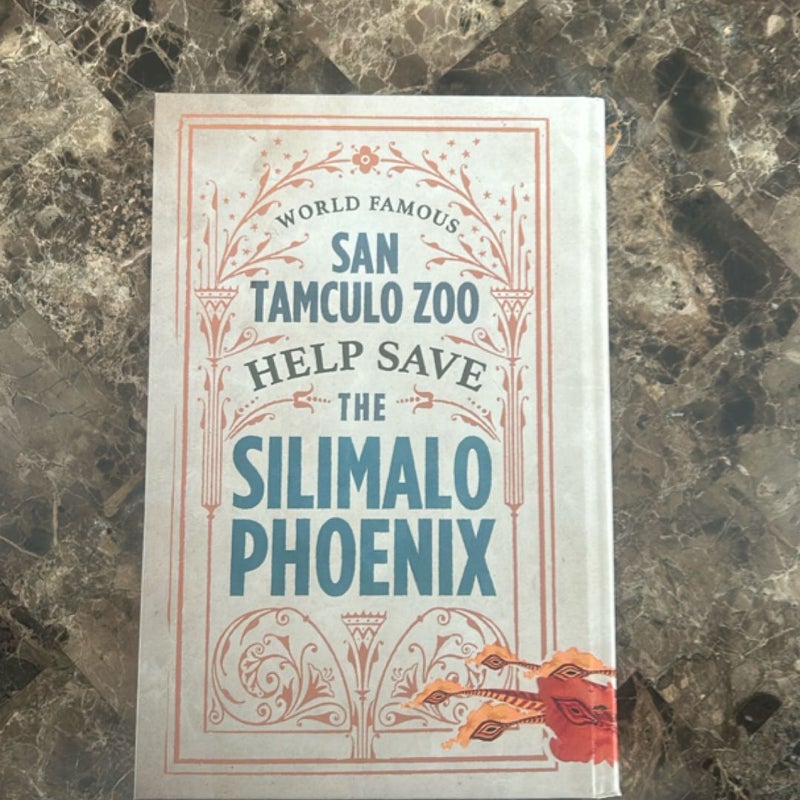 WORLD FAMOUS
SAN
TAMCULO ZOO
HELP SAVE
THE
SILIMALO
PHOENIX